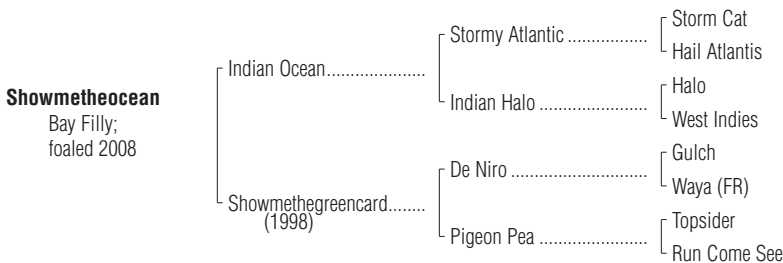 Storm Cat
Stormy Atlantic ..................
Hail Atlantis
Indian Ocean......................
Halo
Indian Halo .........................
West Indies
Showmetheocean
Bay Filly;
foaled 2008
Gulch
De Niro ...............................
Waya (FR)
Showmethegreencard........
(1998)
Topsider
Pigeon Pea .........................
Run Come See